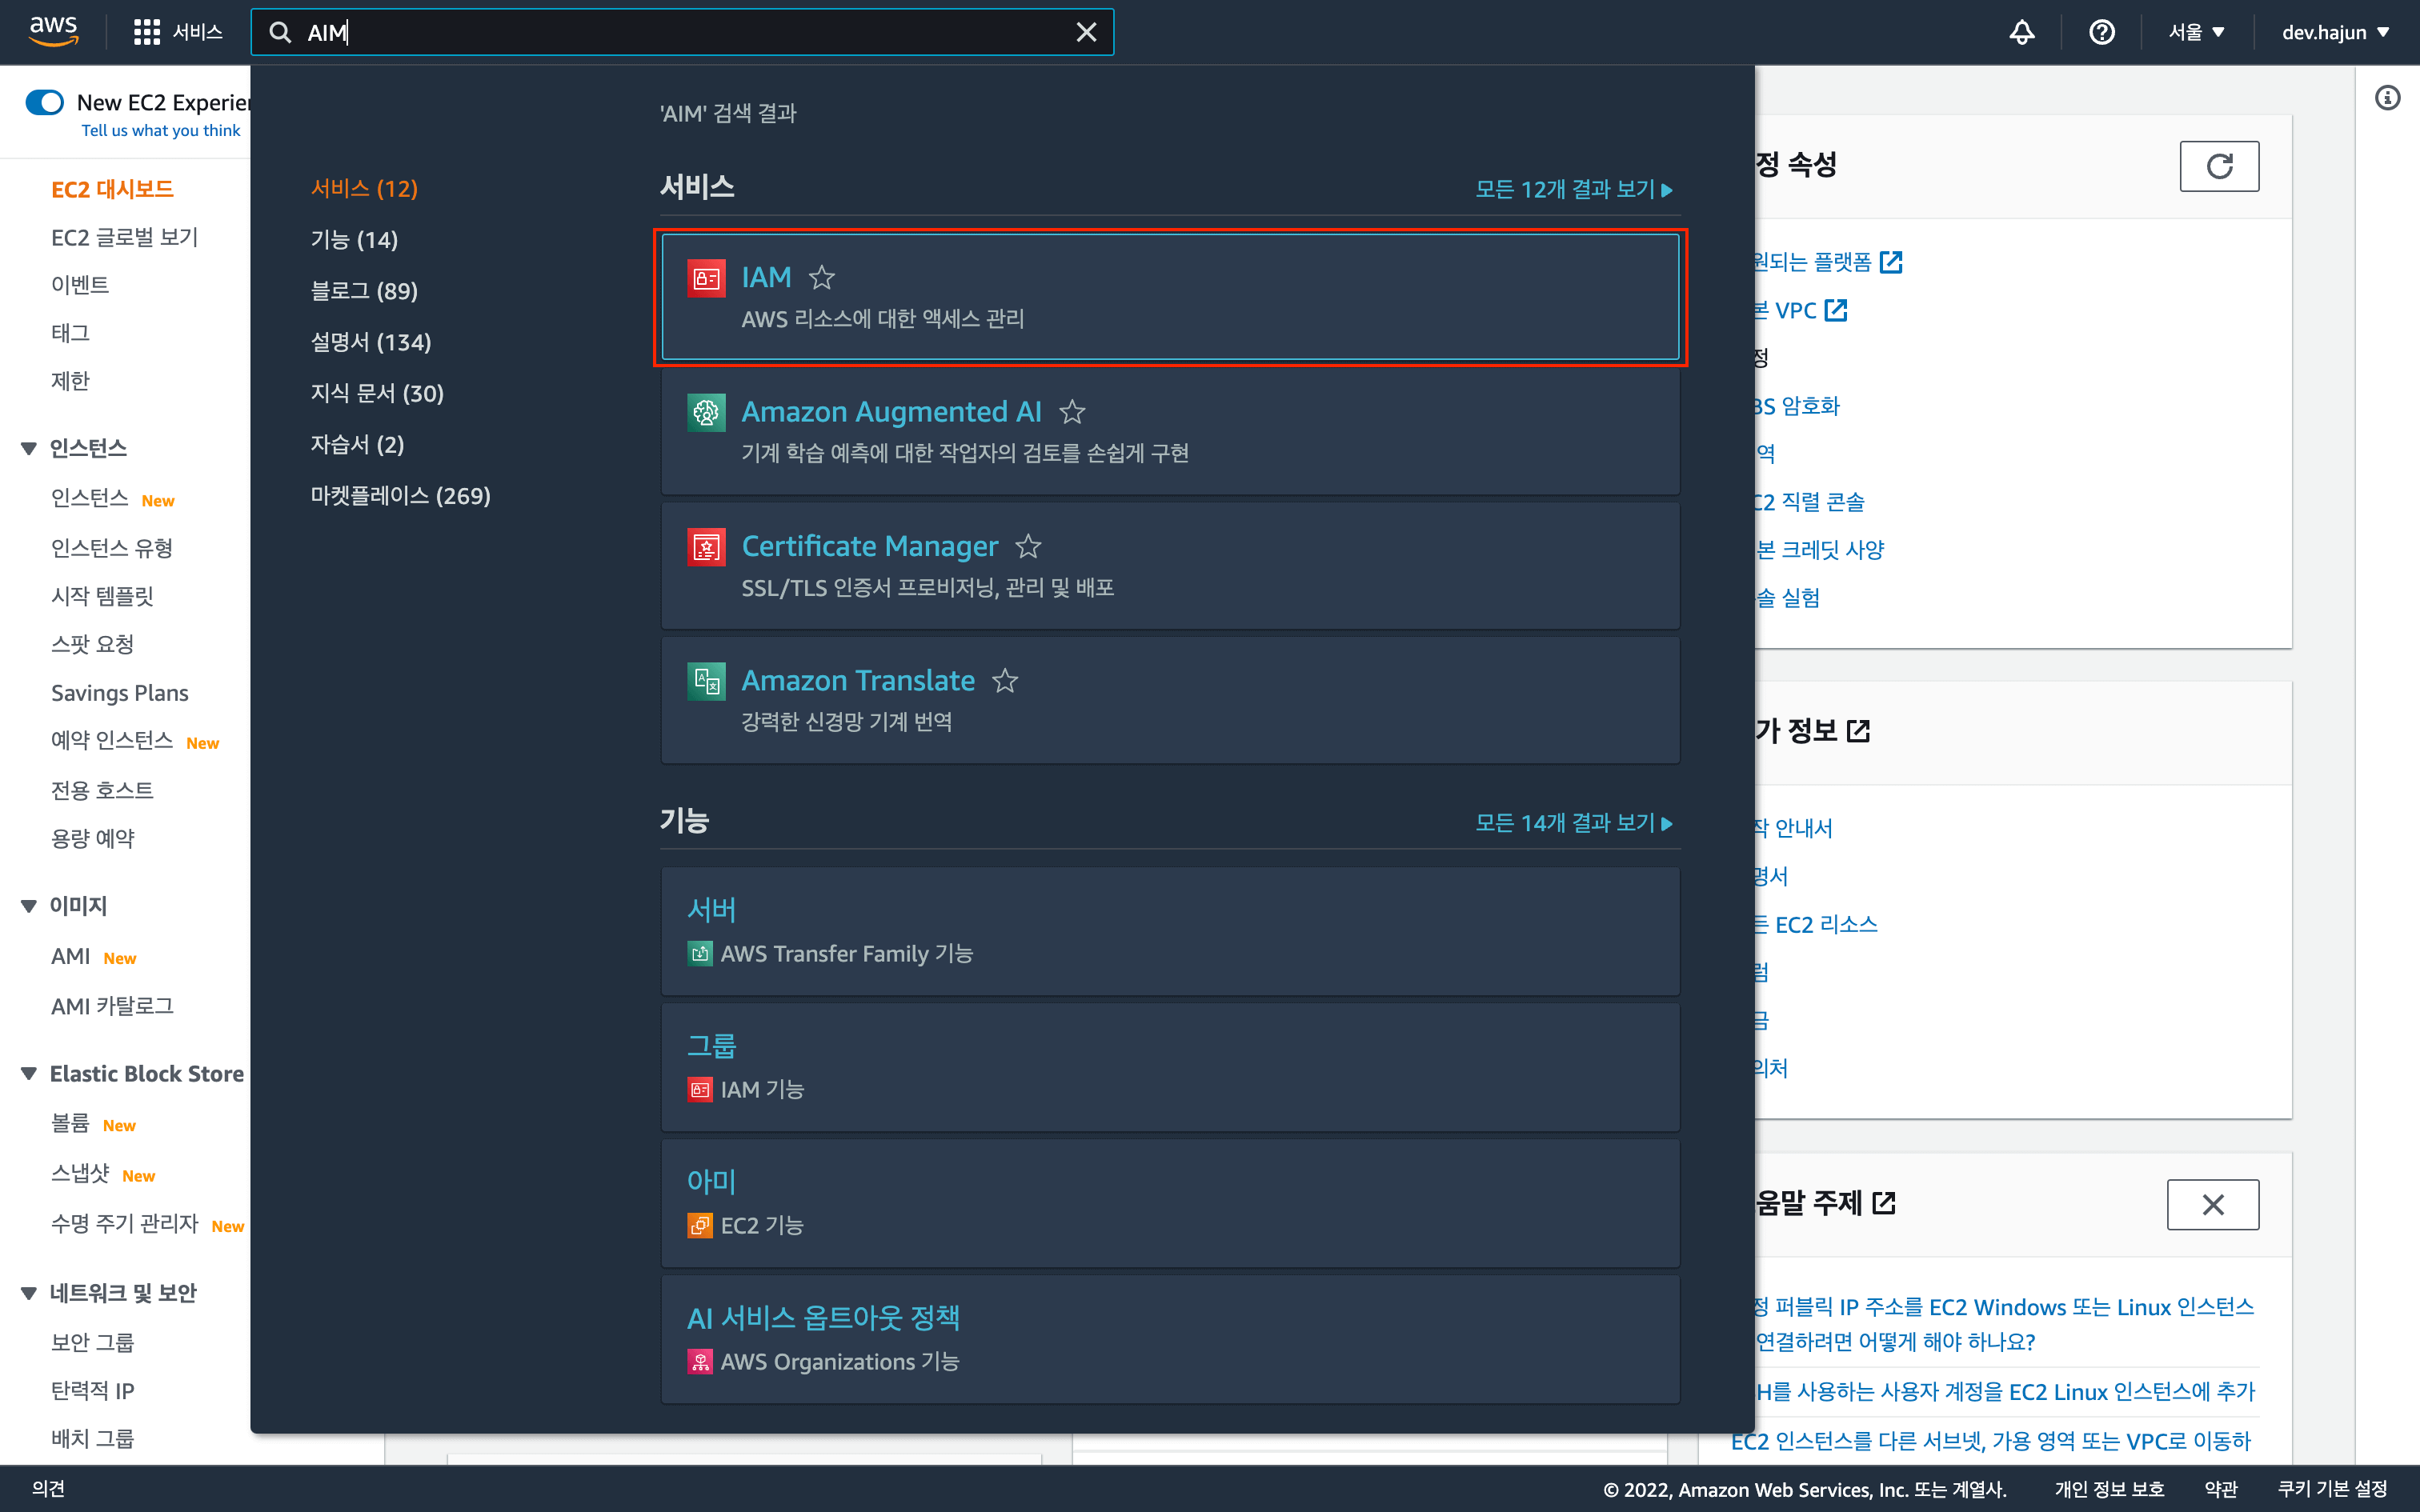 aws
서비스
AIM
서울 ▼
dev.hajun ▼
New EC2 Experien
Tell us what you think
EC2 대시보드
EC2 글로벌 보기
이벤트
태그
제한
인스턴스
인스턴스 New
인스턴스 유형
시작 템플릿
스팟 요청
Savings Plans
예약 인스턴스 New
전용 호스트
용량 예약
이미지
AMI New
AMI 카탈로그
Elastic Block Store
볼륨 New
스냅샷 New
수명 주기 관리자 New
네트워크 및 보안
보안 그룹
탄력적 IP
배치 그룹
'AIM' 검색 결과
서비스 (12)
기능 (14)
블로그 (89)
설명서 (134)
지식 문서 (30)
자습서 (2)
마켓플레이스 (269)
서비스
모든 12개 결과 보기
IAM
AWS 리소스에 대한 액세스 관리
Amazon Augmented AI
기계 학습 예측에 대한 작업자의 검토를 손쉽게 구현
Certificate Manager
SSL/TLS 인증서 프로비저닝, 관리 및 배포
Amazon Translate
강력한 신경망 기계 번역
기능
모든 14개 결과 보기
서버
AWS Transfer Family 기능
그룹
IAM 기능
아미
EC2 기능
AI 서비스 옵트아웃 정책
AWS Organizations 기능
정 속성
원되는 플랫폼
본 VPC
정
BS 암호화
역
C2 직렬 콘솔
본 크레딧 사양
솔 실험
가 정보
작 안내서
명서
든 EC2 리소스
럼
금
의처
움말 주제
정 퍼블릭 IP 주소를 EC2 Windows 또는 Linux 인스턴스
연결하려면 어떻게 해야 하나요?
H를 사용하는 사용자 계정을 EC2 Linux 인스턴스에 추가
EC2 인스턴스를 다른 서브넷, 가용 영역 또는 VPC로 이동하
의견
© 2022, Amazon Web Services, Inc. 또는 계열사.
개인 정보 보호
약관
쿠키 기본 설정